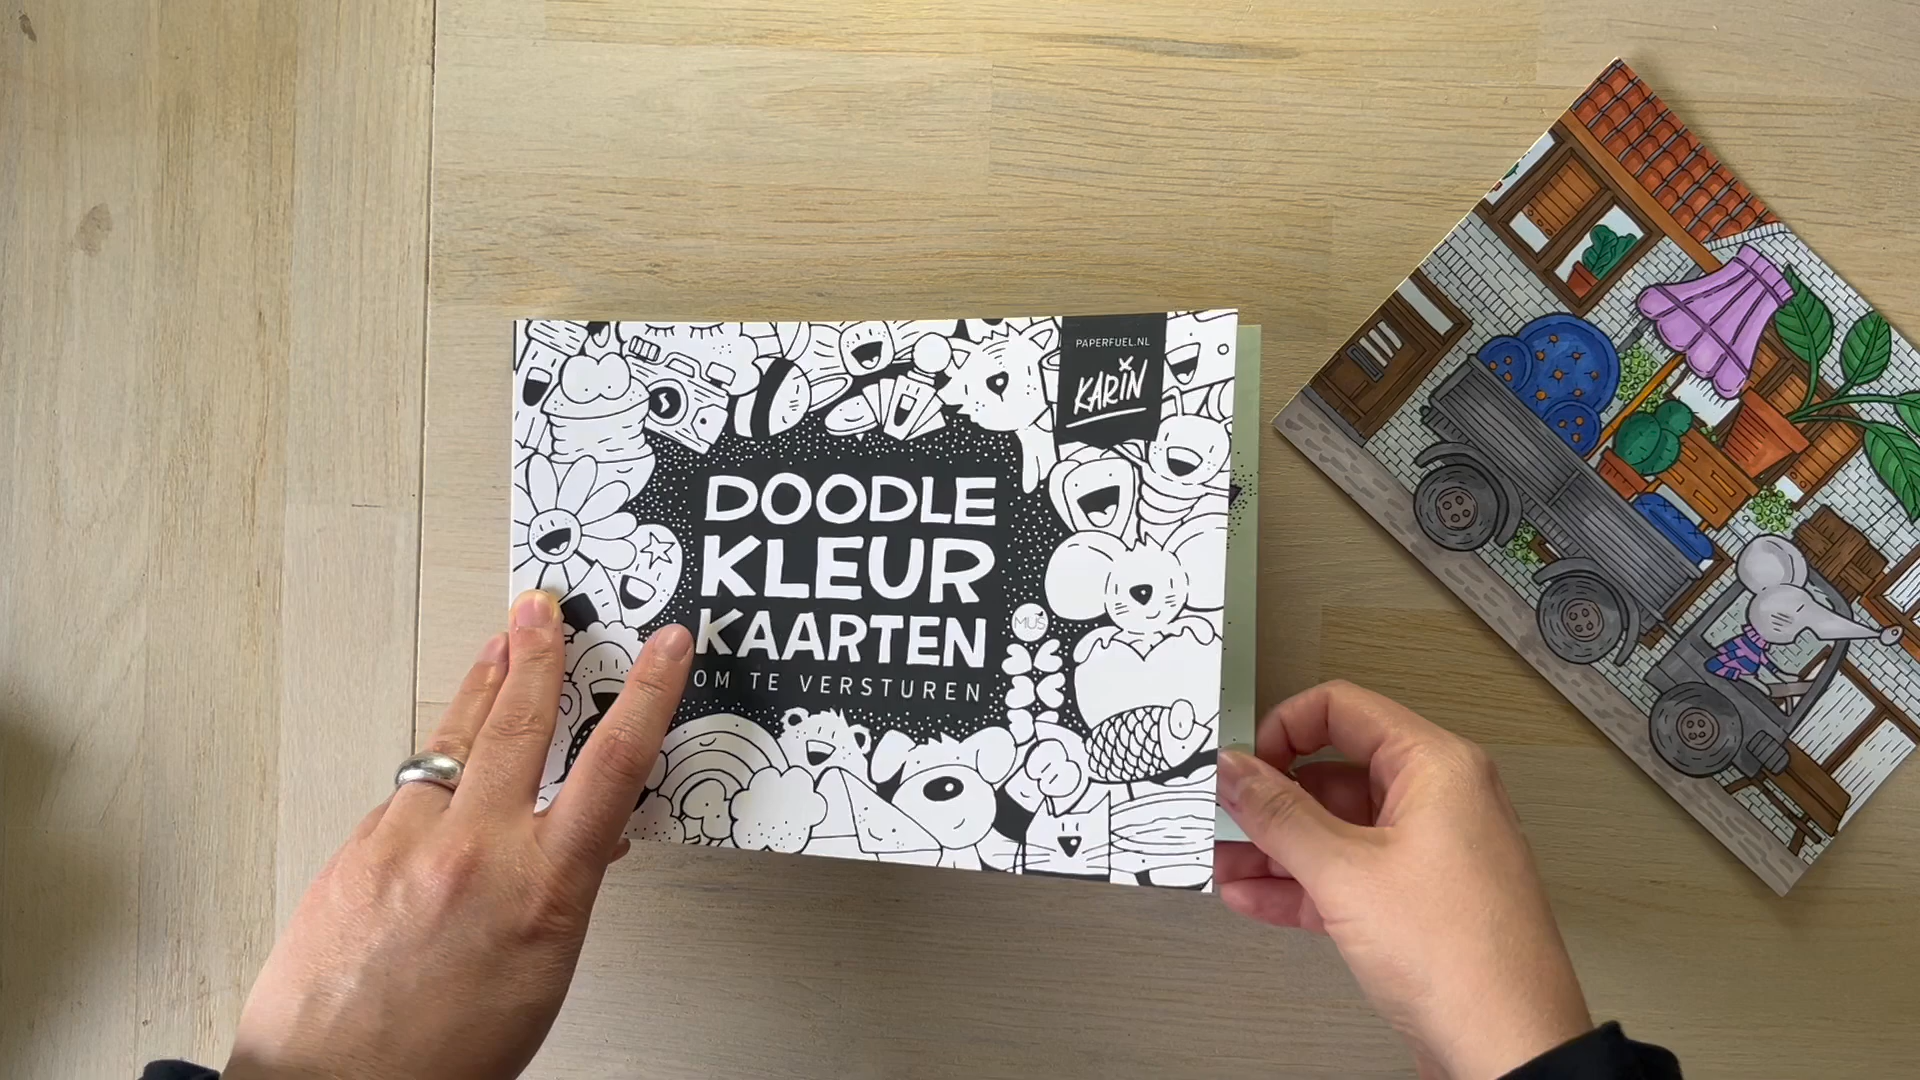 PAPERFUEL.NL
KARIN
DOODLE
KLEUR
KAARTEN
MUS
OM TE VERSTUREN